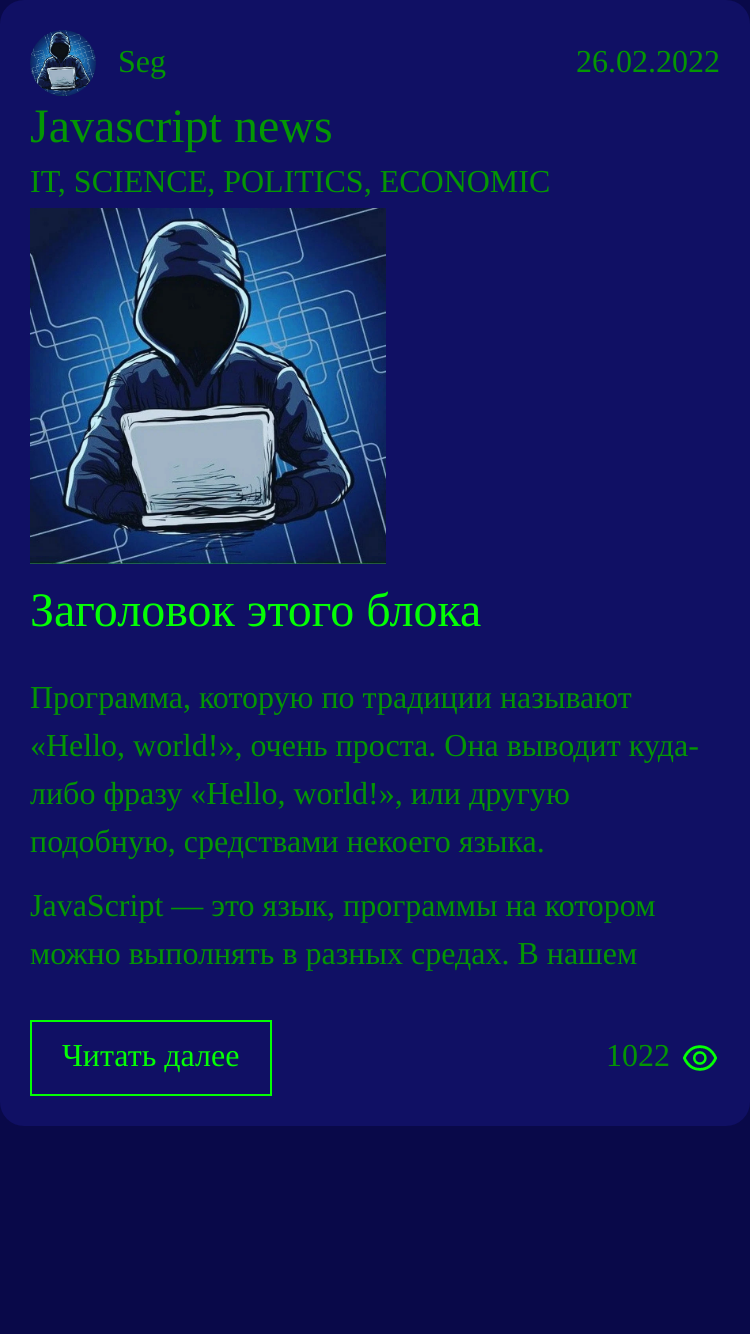 Seg
26.02.2022
Javascript news
IT, SCIENCE, POLITICS, ECONOMIC
Заголовок этого блока
Программа, которую по традиции называют
«Hello, world!», очень проста. Она выводит куда-
либо фразу «Hello, world!», или другую
подобную, средствами некоего языка.
JavaScript — это язык, программы на котором
можно выполнять в разных средах. В нашем
Читать далее
1022